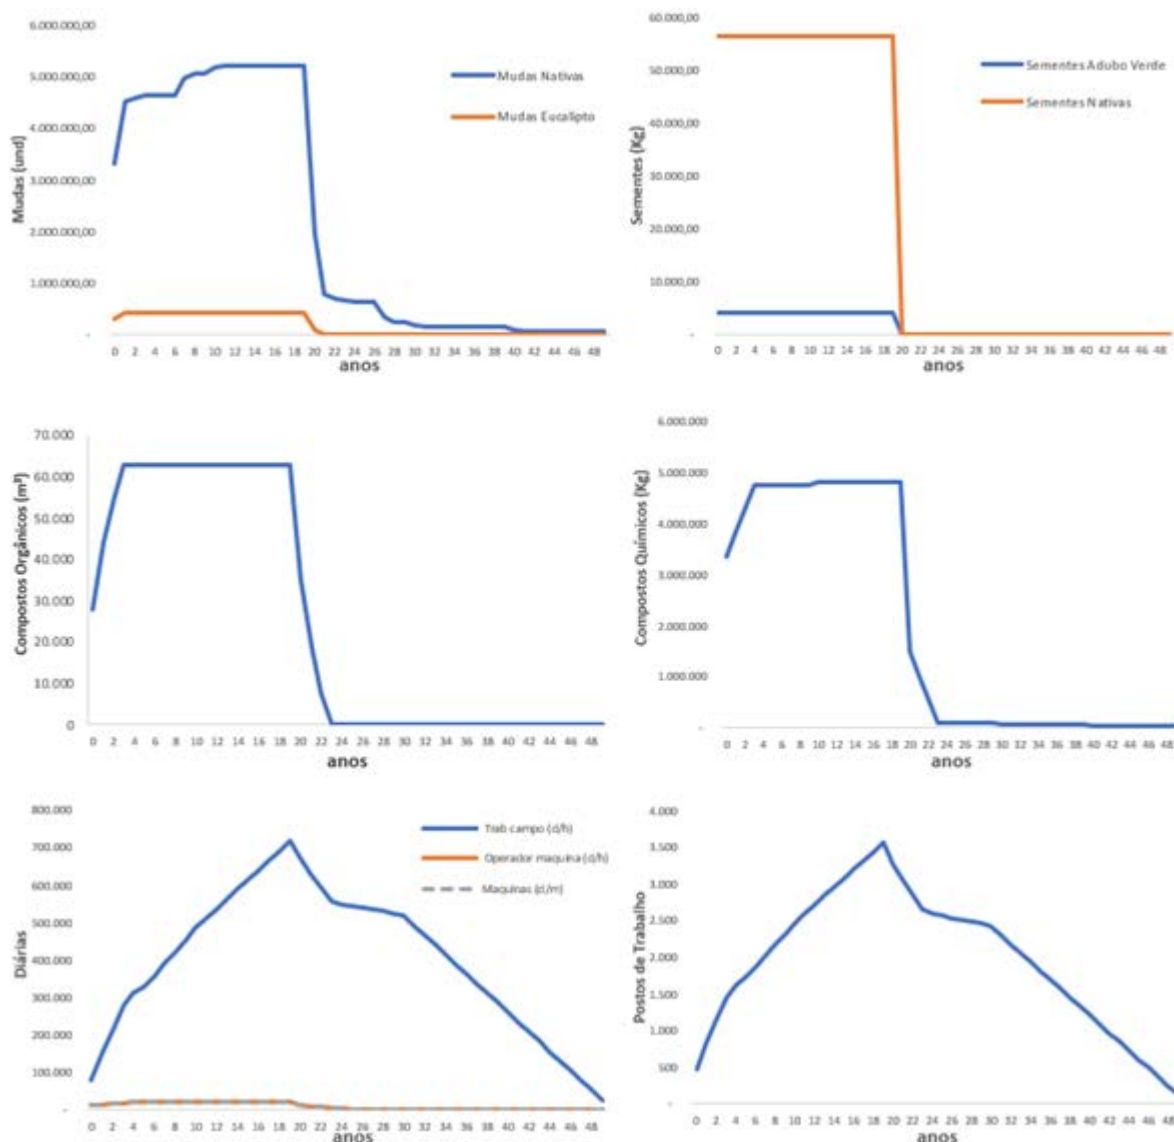 Mudas (und)
6.000.000,00
5.000.000,00
4.000.000,00
3.000.000,00
2.000.000,00
1.000.000,00
-
Mudas Nativas
Mudas Eucalipto
0 2 4 6 8 10 12 14 16 18 20 22 24 26 28 30 32 34 36 38 40 42 44 46 48
anos
Sementes (Kg)
60.000,00
50.000,00
40.000,00
30.000,00
20.000,00
10.000,00
-
Sementes Adubo Verde
Sementes Nativas
0 2 4 6 8 10 12 14 16 18 20 22 24 26 28 30 32 34 36 38 40 42 44 46 48
anos
Compostos Orgânicos (m³)
70.000
60.000
50.000
40.000
30.000
20.000
10.000
0
0 2 4 6 8 10 12 14 16 18 20 22 24 26 28 30 32 34 36 38 40 42 44 46 48
anos
Compostos Químicos (Kg)
6.000.000
5.000.000
4.000.000
3.000.000
2.000.000
1.000.000
-
0 2 4 6 8 10 12 14 16 18 20 22 24 26 28 30 32 34 36 38 40 42 44 46 48
anos
Diárias
800.000
700.000
600.000
500.000
400.000
300.000
200.000
100.000
-
Trab campo (d/h)
Operador maquina (d/h)
Maquinas (d/m)
0 2 4 6 8 10 12 14 16 18 20 22 24 26 28 30 32 34 36 38 40 42 44 46 48
anos
Postos de Trabalho
4.000
3.500
3.000
2.500
2.000
1.500
1.000
500
-
0 2 4 6 8 10 12 14 16 18 20 22 24 26 28 30 32 34 36 38 40 42 44 46 48
anos